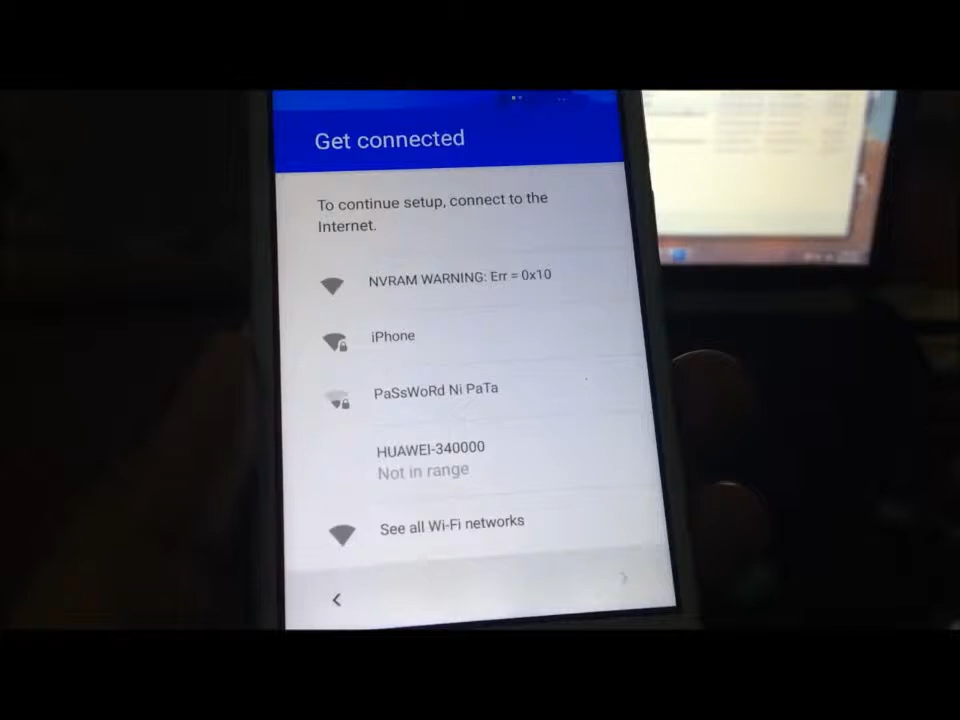 Get connected
To continue setup, connect to the
Internet.
NVRAM WARNING: Err = 0x10
iPhone
PaSsWoRd Ni PaTa
HUAWEI-340000
Not in range
See all Wi-Fi networks